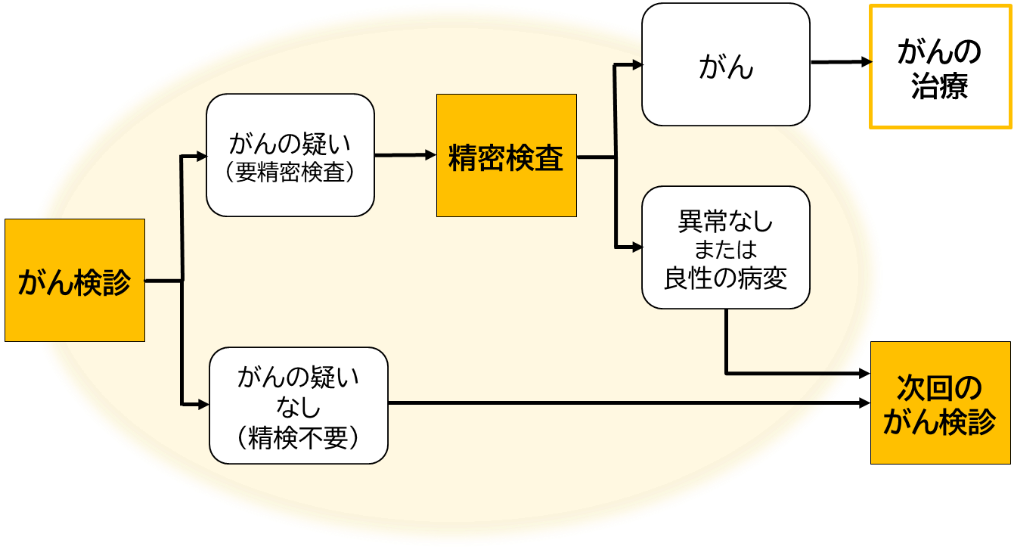 がん検診
がんの疑い
（要精密検査）
精密検査
がん
がんの
治療
異常なし
または
良性の病変
がんの疑い
なし
（精検不要）
次回の
がん検診